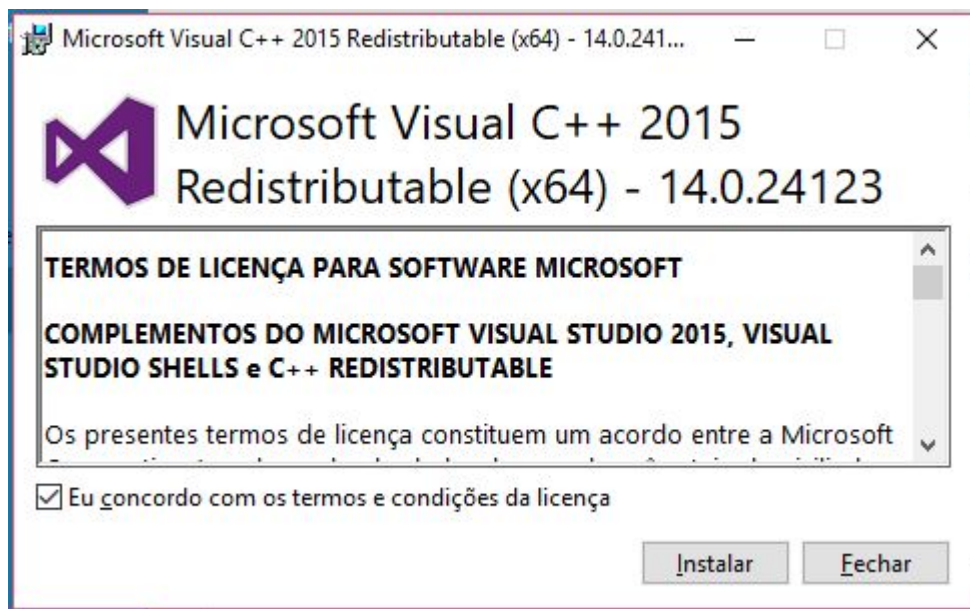 Microsoft Visual C++ 2015 Redistributable (x64) - 14.0.241...
Microsoft Visual C++ 2015
Redistributable (x64) - 14.0.24123
TERMOS DE LICENÇA PARA SOFTWARE MICROSOFT
COMPLEMENTOS DO MICROSOFT VISUAL STUDIO 2015, VISUAL
STUDIO SHELLS e C++ REDISTRIBUTABLE
Os presentes termos de licença constituem um acordo entre a Microsoft
Eu concordo com os termos e condições da licença
Instalar
Fechar